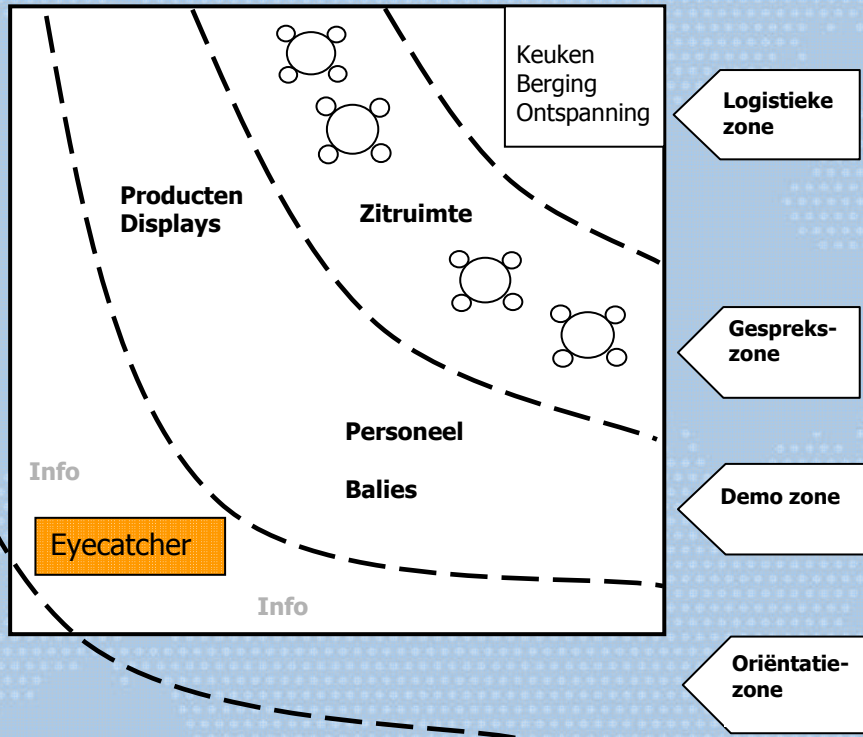 Keuken
Berging
Ontspanning
Logistieke
zone
Producten
Displays
Zitruimte
Gespreks-
zone
Personeel
Balies
Info
Demo zone
Eyecatcher
Info
Oriëntatie-
zone